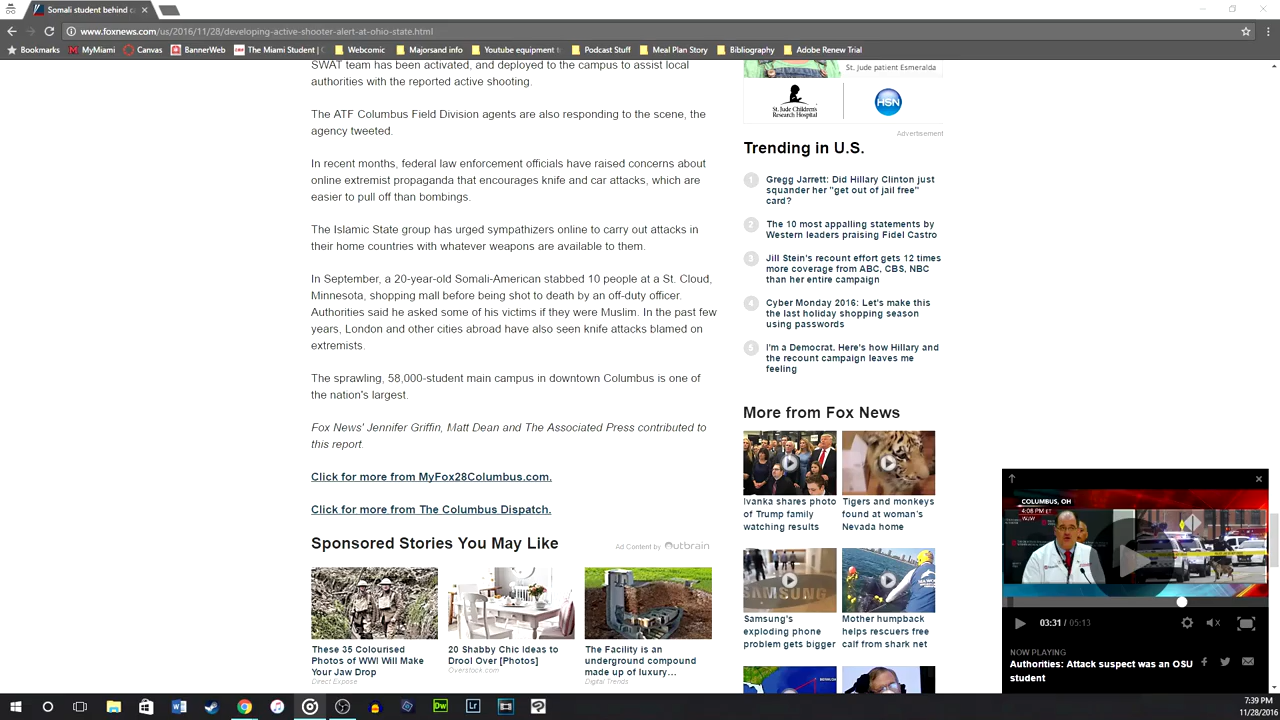 Somali student behind c
www.foxnews.com/us/2016/11/28/developing-active-shooter-alert-at-ohio-state.html
Bookmarks
MyMiami
Canvas
BannerWeb
The Miami Student |
Webcomic
Majorsand info
Youtube equipment
Podcast Stuff
Meal Plan Story
Bibliography
Adobe Renew Trial
SWAT team has been activated, and deployed to the campus to assist local
authorities with the reported active shooting.
The ATF Columbus Field Division agents are also responding to the scene, the
agency tweeted.
In recent months, federal law enforcement officials have raised concerns about
online extremist propaganda that encourages knife and car attacks, which are
easier to pull off than bombings.
The Islamic State group has urged sympathizers online to carry out attacks in
their home countries with whatever weapons are available to them.
In September, a 20-year-old Somali-American stabbed 10 people at a St. Cloud,
Minnesota, shopping mall before being shot to death by an off-duty officer.
Authorities said he asked some of his victims if they were Muslim. In the past few
years, London and other cities abroad have also seen knife attacks blamed on
extremists.
The sprawling, 58,000-student main campus in downtown Columbus is one of
the nation's largest.
Fox News' Jennifer Griffin, Matt Dean and The Associated Press contributed to
this report.
Click for more from MyFox28Columbus.com.
Click for more from The Columbus Dispatch.
Sponsored Stories You May Like
Ad Content by Outbrain
These 35 Colourised
Photos of WWI Will Make
Your Jaw Drop
Direct Expose
20 Shabby Chic Ideas to
Drool Over [Photos]
Overstock.com
The Facility is an
underground compound
made up of luxury…
Digital Trends
St. Jude patient Esmeralda
St. Jude Children's
Research Hospital
HSN
Advertisement
Trending in U.S.
1
Gregg Jarrett: Did Hillary Clinton just
squander her "get out of jail free"
card?
2
The 10 most appalling statements by
Western leaders praising Fidel Castro
3
Jill Stein's recount effort gets 12 times
more coverage from ABC, CBS, NBC
than her entire campaign
4
Cyber Monday 2016: Let's make this
the last holiday shopping season
using passwords
5
I'm a Democrat. Here's how Hillary and
the recount campaign leaves me
feeling
More from Fox News
Ivanka shares photo
of Trump family
watching results
Tigers and monkeys
found at woman's
Nevada home
SAMSUNG
Samsung's
exploding phone
problem gets bigger
Mother humpback
helps rescuers free
calf from shark net
COLUMBUS, OH
4:08 PM ET
03:31 / 05:13
NOW PLAYING
Authorities: Attack suspect was an OSU
student
7:39 PM
11/28/2016